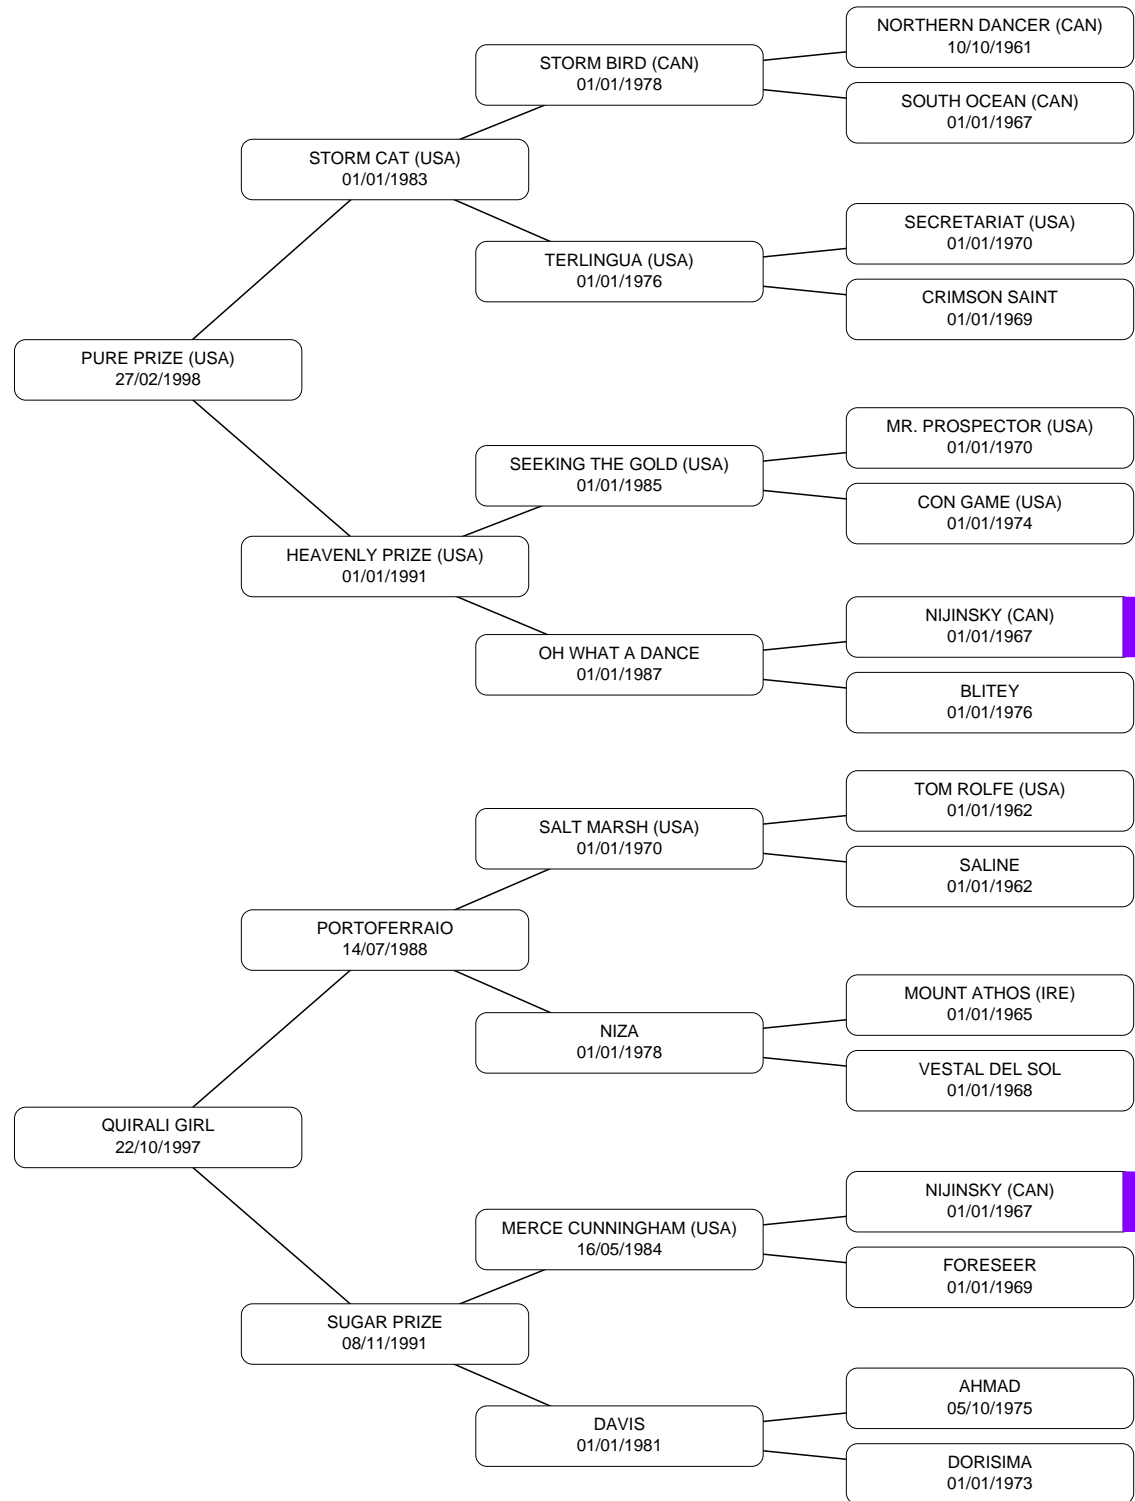 NORTHERN DANCER (CAN)
10/10/1961
STORM BIRD (CAN)
01/01/1978
SOUTH OCEAN (CAN)
01/01/1967
STORM CAT (USA)
01/01/1983
SECRETARIAT (USA)
01/01/1970
TERLINGUA (USA)
01/01/1976
CRIMSON SAINT
01/01/1969
PURE PRIZE (USA)
27/02/1998
MR. PROSPECTOR (USA)
01/01/1970
SEEKING THE GOLD (USA)
01/01/1985
CON GAME (USA)
01/01/1974
HEAVENLY PRIZE (USA)
01/01/1991
NIJINSKY (CAN)
01/01/1967
OH WHAT A DANCE
01/01/1987
BLITEY
01/01/1976
TOM ROLFE (USA)
01/01/1962
SALT MARSH (USA)
01/01/1970
SALINE
01/01/1962
PORTOFERRAIO
14/07/1988
MOUNT ATHOS (IRE)
01/01/1965
NIZA
01/01/1978
VESTAL DEL SOL
01/01/1968
QUIRALI GIRL
22/10/1997
NIJINSKY (CAN)
01/01/1967
MERCE CUNNINGHAM (USA)
16/05/1984
FORESEER
01/01/1969
SUGAR PRIZE
08/11/1991
AHMAD
05/10/1975
DAVIS
01/01/1981
DORISIMA
01/01/1973